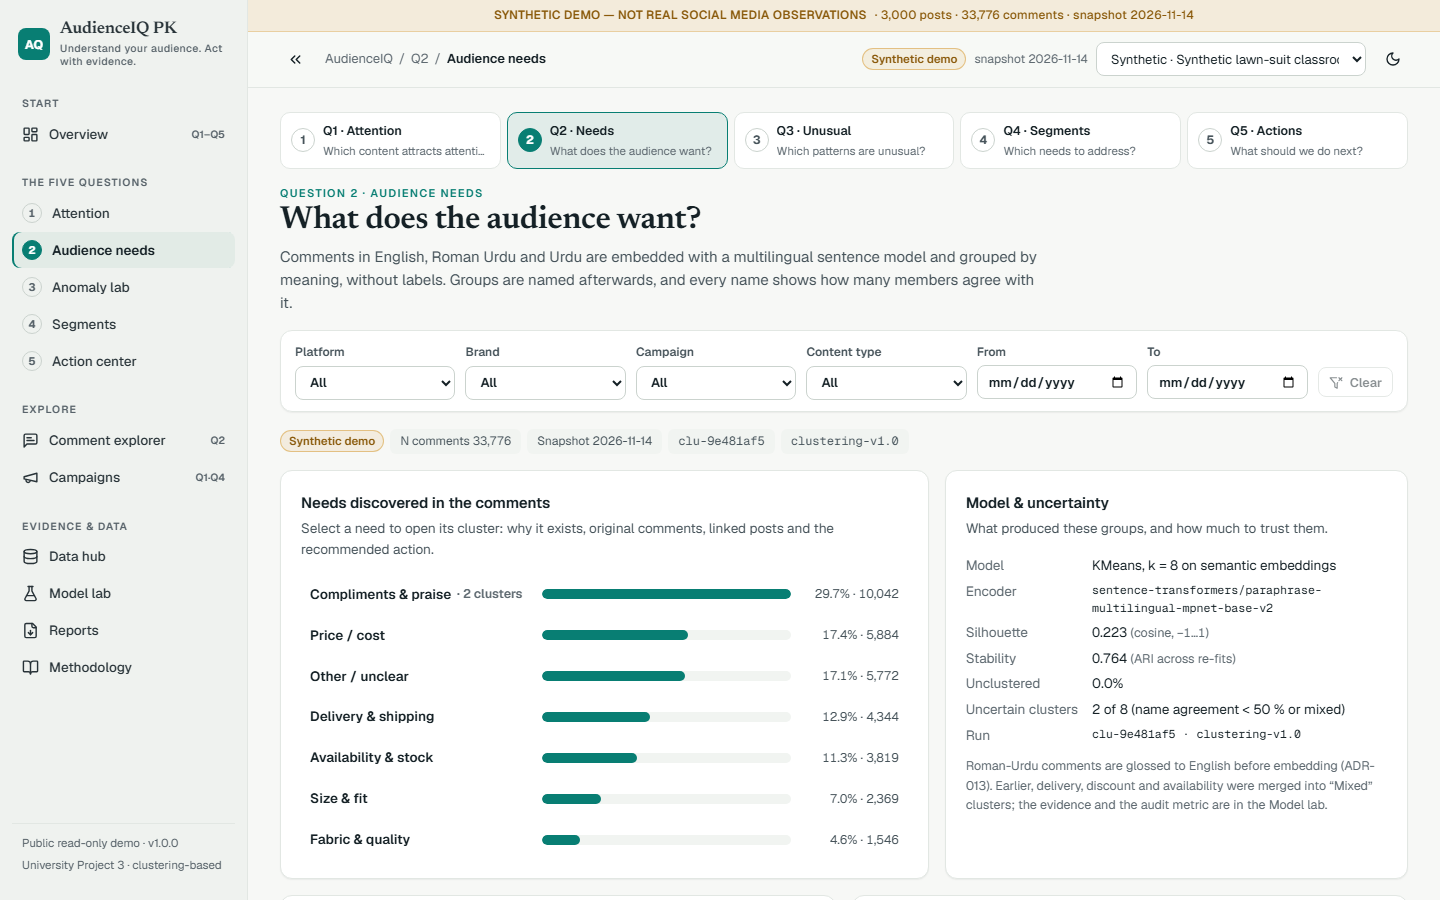 SYNTHETIC DEMO — NOT REAL SOCIAL MEDIA OBSERVATIONS · 3,000 posts · 33,776 comments · snapshot 2026-11-14
AQ
AudienceIQ PK
Understand your audience. Act
with evidence.
START
Overview Q1–Q5
THE FIVE QUESTIONS
1 Attention
2 Audience needs
3 Anomaly lab
4 Segments
5 Action center
EXPLORE
Comment explorer Q2
Campaigns Q1·Q4
EVIDENCE & DATA
Data hub
Model lab
Reports
Methodology
Public read-only demo · v1.0.0
University Project 3 · clustering-based
AudienceIQ / Q2 / Audience needs
Synthetic demo snapshot 2026-11-14
1 Q1 · Attention
Which content attracts attenti…
2 Q2 · Needs
What does the audience want?
3 Q3 · Unusual
Which patterns are unusual?
4 Q4 · Segments
Which needs to address?
5 Q5 · Actions
What should we do next?
QUESTION 2 · AUDIENCE NEEDS
What does the audience want?
Comments in English, Roman Urdu and Urdu are embedded with a multilingual sentence model and grouped by
meaning, without labels. Groups are named afterwards, and every name shows how many members agree with
it.
Platform Brand Campaign Content type From To
All All All All mm/dd/yyyy mm/dd/yyyy Clear
Synthetic demo N comments 33,776 Snapshot 2026-11-14 clu-9e481af5 clustering-v1.0
Needs discovered in the comments
Select a need to open its cluster: why it exists, original comments, linked posts and the
recommended action.
Compliments & praise · 2 clusters 29.7% · 10,042
Price / cost 17.4% · 5,884
Other / unclear 17.1% · 5,772
Delivery & shipping 12.9% · 4,344
Availability & stock 11.3% · 3,819
Size & fit 7.0% · 2,369
Fabric & quality 4.6% · 1,546
Model & uncertainty
What produced these groups, and how much to trust them.
Model KMeans, k = 8 on semantic embeddings
Encoder sentence-transformers/paraphrase-
multilingual-mpnet-base-v2
Silhouette 0.223 (cosine, −1…1)
Stability 0.764 (ARI across re-fits)
Unclustered 0.0%
Uncertain clusters 2 of 8 (name agreement < 50 % or mixed)
Run clu-9e481af5 · clustering-v1.0
Roman-Urdu comments are glossed to English before embedding (ADR-
013). Earlier, delivery, discount and availability were merged into “Mixed”
clusters; the evidence and the audit metric are in the Model lab.
Synthetic · Synthetic lawn-suit